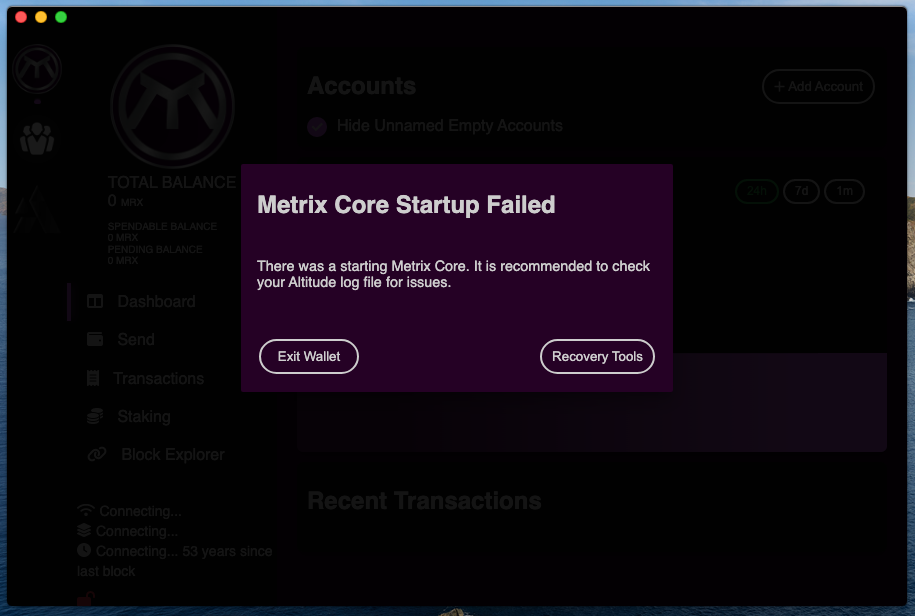 Accounts
+ Add Account
Hide Unnamed Empty Accounts
TOTAL BALANCE
0 MRX
SPENDABLE BALANCE
0 MRX
PENDING BALANCE
0 MRX
24h 7d 1m
Metrix Core Startup Failed
There was a starting Metrix Core. It is recommended to check
your Altitude log file for issues.
Exit Wallet
Recovery Tools
Dashboard
Send
Transactions
Staking
Block Explorer
Connecting...
Connecting...
Connecting... 53 years since
last block
Recent Transactions